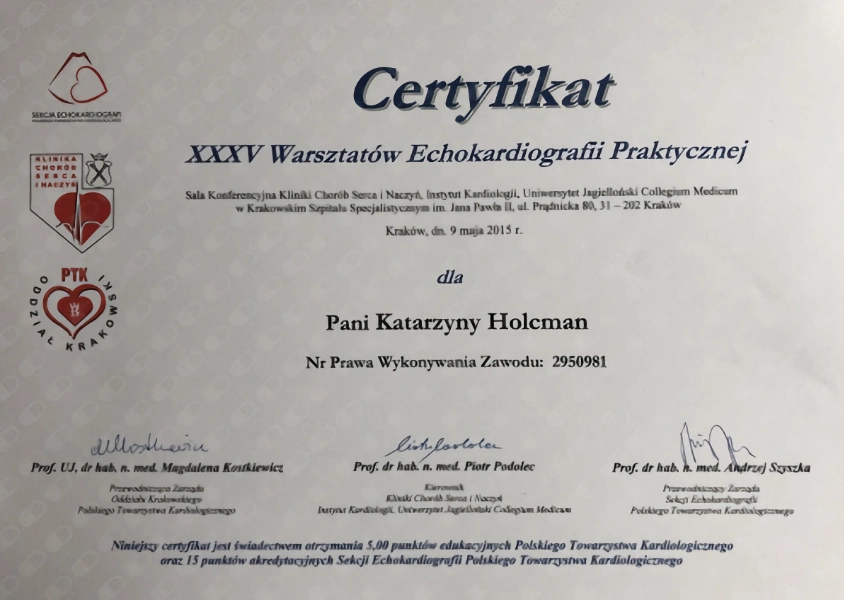 Certyfikat
XXXV Warsztatów Echokardiografii Praktycznej
Sala Konferencyjna Kliniki Chorób Serca i Naczyń, Instytut Kardiologii, Uniwersytet Jagielloński Collegium Medicum
w Krakowskim Szpitalu Specjalistycznym im. Jana Pawła II, ul. Prądnicka 80, 31 – 202 Kraków
Kraków, dn. 9 maja 2015 r.
SEKCJA ECHOKARDIOGRAFII
KLINIKA
CHORÓB
SERCA
I NACZYŃ
PTK
ODDZIAŁ KRAKOWSKI
dla
Pani Katarzyny Holcman
Nr Prawa Wykonywania Zawodu: 2950981
Prof. UJ, dr hab. n. med. Magdalena Kostkiewicz
Przewodnicząca Zarządu
Oddziału Krakowskiego
Polskiego Towarzystwa Kardiologicznego
Prof. dr hab. n. med. Piotr Podolec
Kierownik
Kliniki Chorób Serca i Naczyń
Instytut Kardiologii, Uniwersytet Jagielloński Collegium Medicum
Prof. dr hab. n. med. Andrzej Szyszka
Przewodniczący Zarządu
Sekcji Echokardiografii
Polskiego Towarzystwa Kardiologicznego
Niniejszy certyfikat jest świadectwem otrzymania 5,00 punktów edukacyjnych Polskiego Towarzystwa Kardiologicznego
oraz 15 punktów akredytacyjnych Sekcji Echokardiografii Polskiego Towarzystwa Kardiologicznego